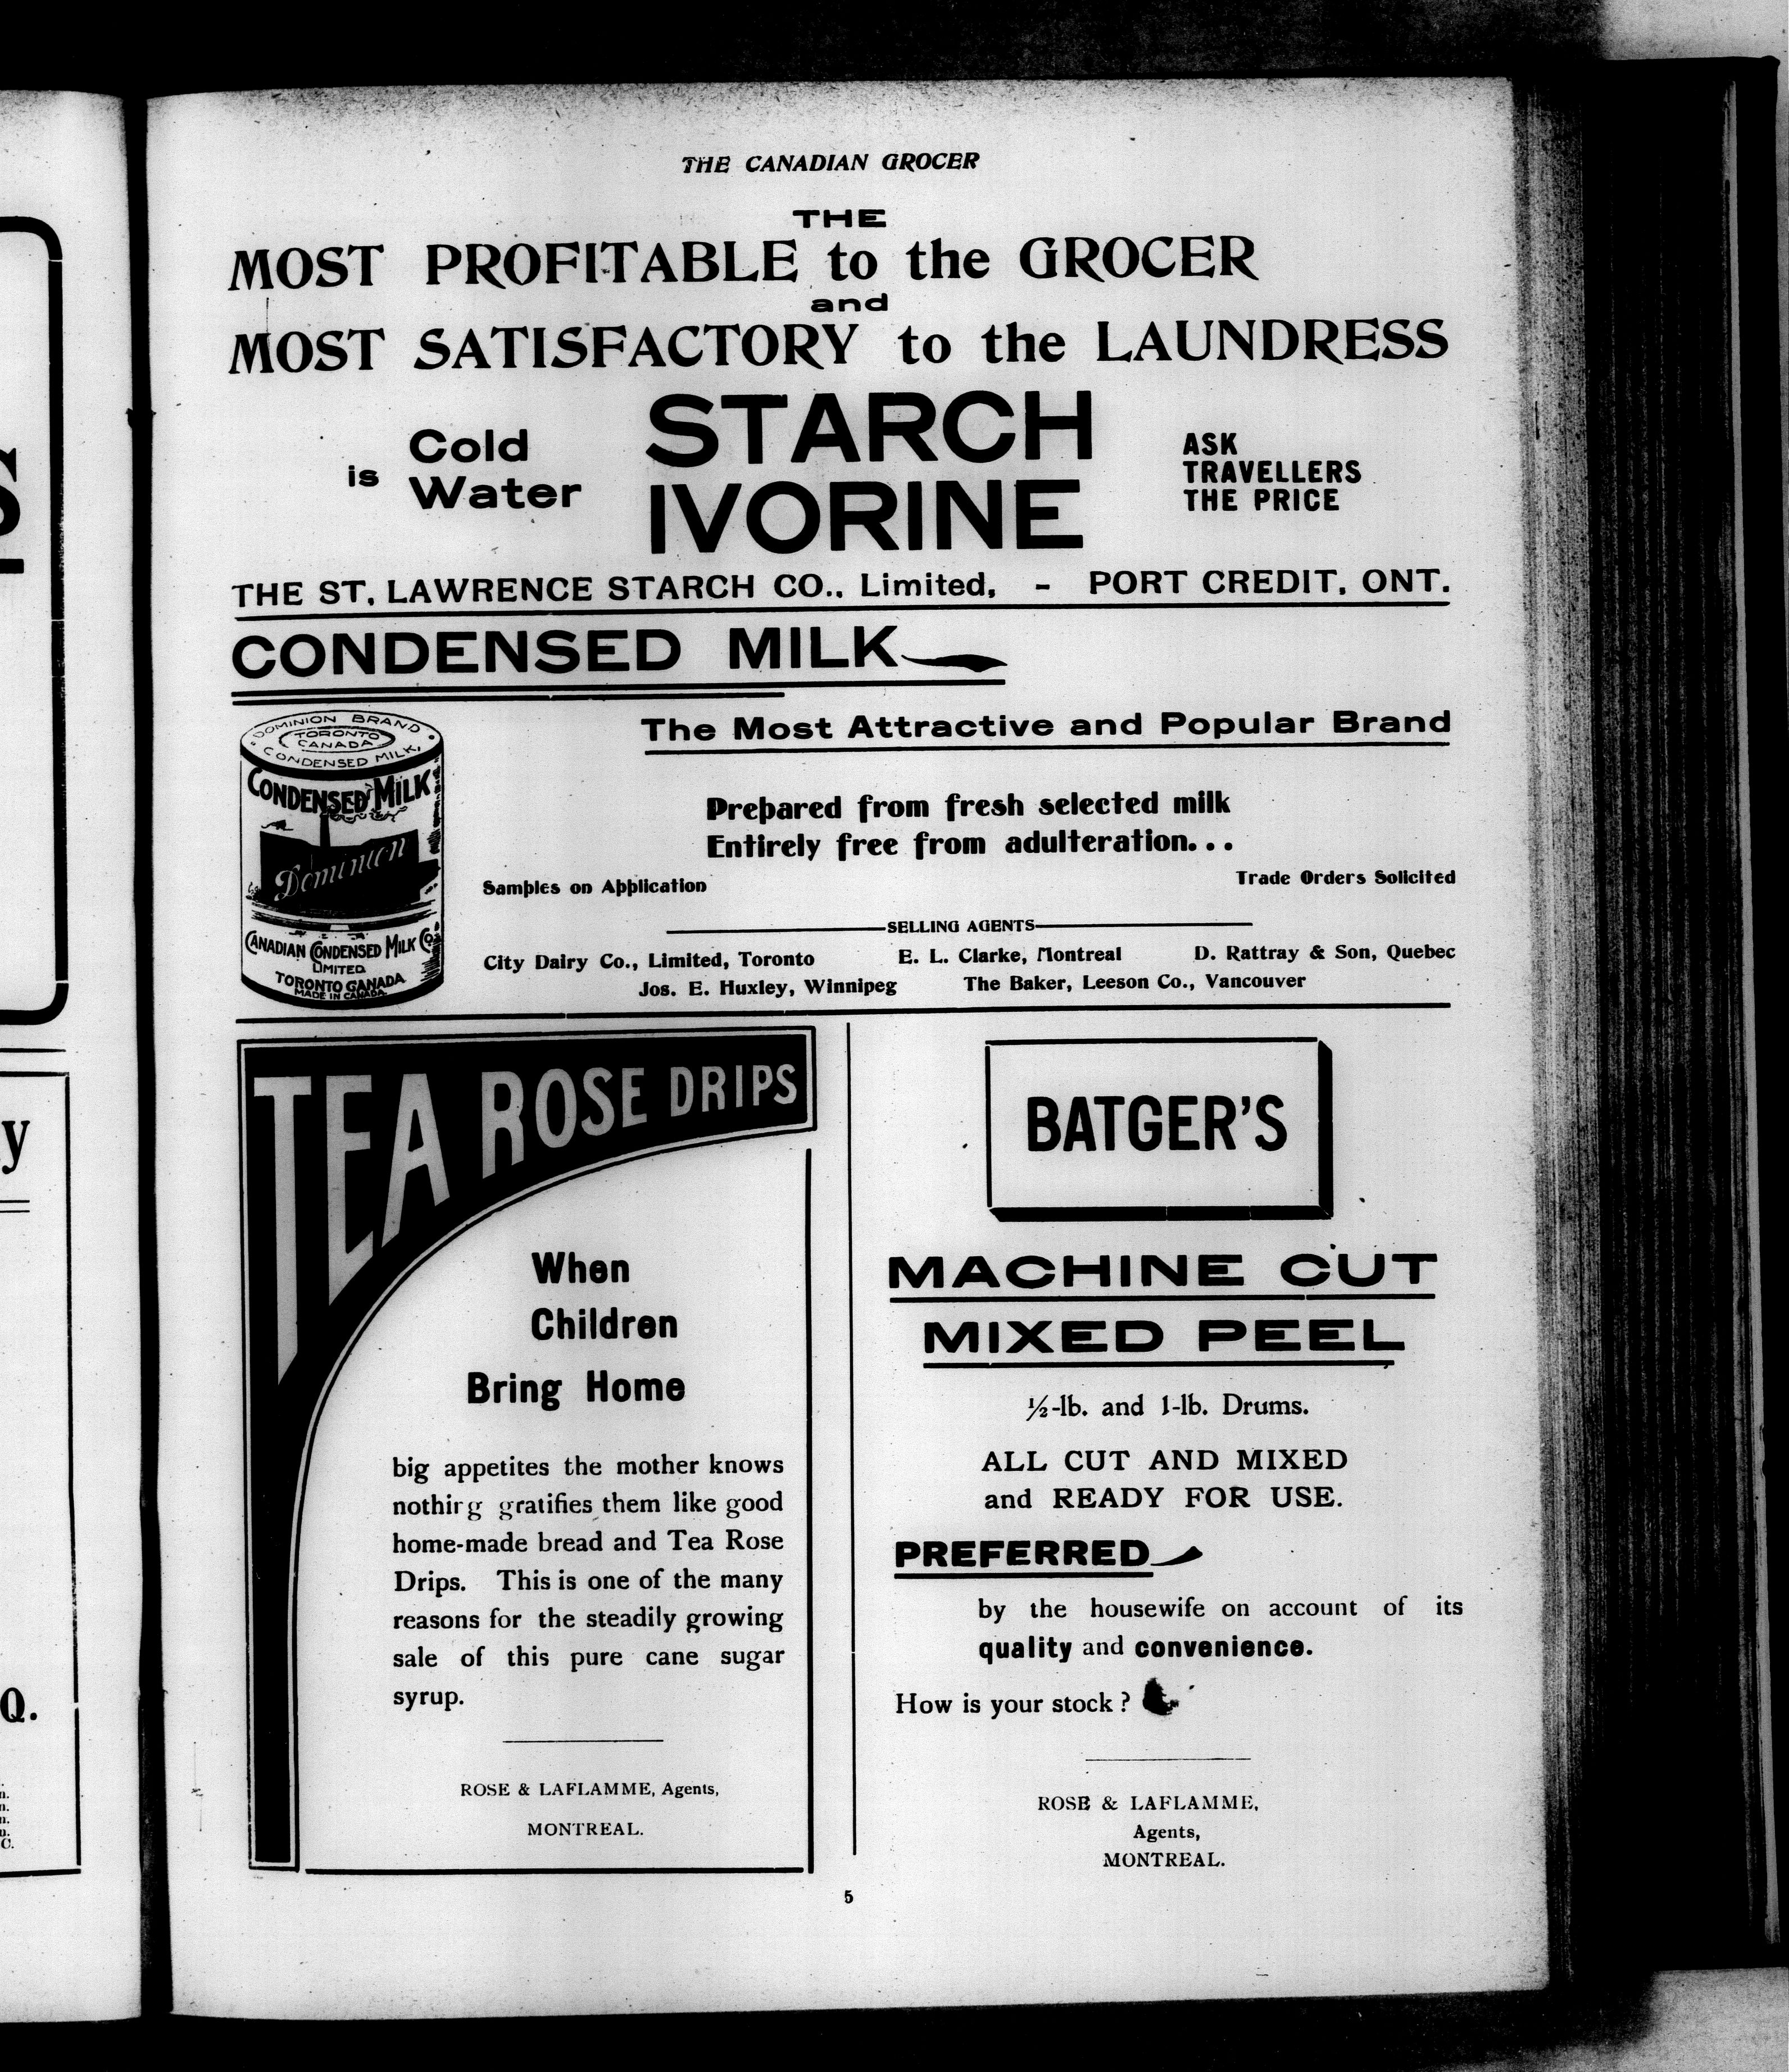 THE CANADIAN GROCER
THE
MOST PROFITABLE to the GROCER
and
MOST SATISFACTORY to the LAUNDRESS
is Cold Water
STARCH
IVORINE
ASK
TRAVELLERS
THE PRICE
THE ST. LAWRENCE STARCH CO., Limited, - PORT CREDIT, ONT.
CONDENSED MILK
DOMINION BRAND
TORONTO
CANADA
CONDENSED MILK.
CONDENSED MILK
Dominion
CANADIAN CONDENSED MILK CO.
LIMITED
TORONTO CANADA
MADE IN CANADA
The Most Attractive and Popular Brand
Prepared from fresh selected milk
Entirely free from adulteration...
Samples on Application
Trade Orders Solicited
SELLING AGENTS
City Dairy Co., Limited, Toronto E. L. Clarke, Montreal D. Rattray & Son, Quebec
Jos. E. Huxley, Winnipeg The Baker, Leeson Co., Vancouver
TEA ROSE DRIPS
When
Children
Bring Home
big appetites the mother knows
nothing gratifies them like good
home-made bread and Tea Rose
Drips. This is one of the many
reasons for the steadily growing
sale of this pure cane sugar
syrup.
ROSE & LAFLAMME, Agents,
MONTREAL.
BATGER'S
MACHINE CUT
MIXED PEEL
½-lb. and 1-lb. Drums.
ALL CUT AND MIXED
and READY FOR USE.
PREFERRED
by the housewife on account of its
quality and convenience.
How is your stock?
ROSE & LAFLAMME,
Agents,
MONTREAL.
5